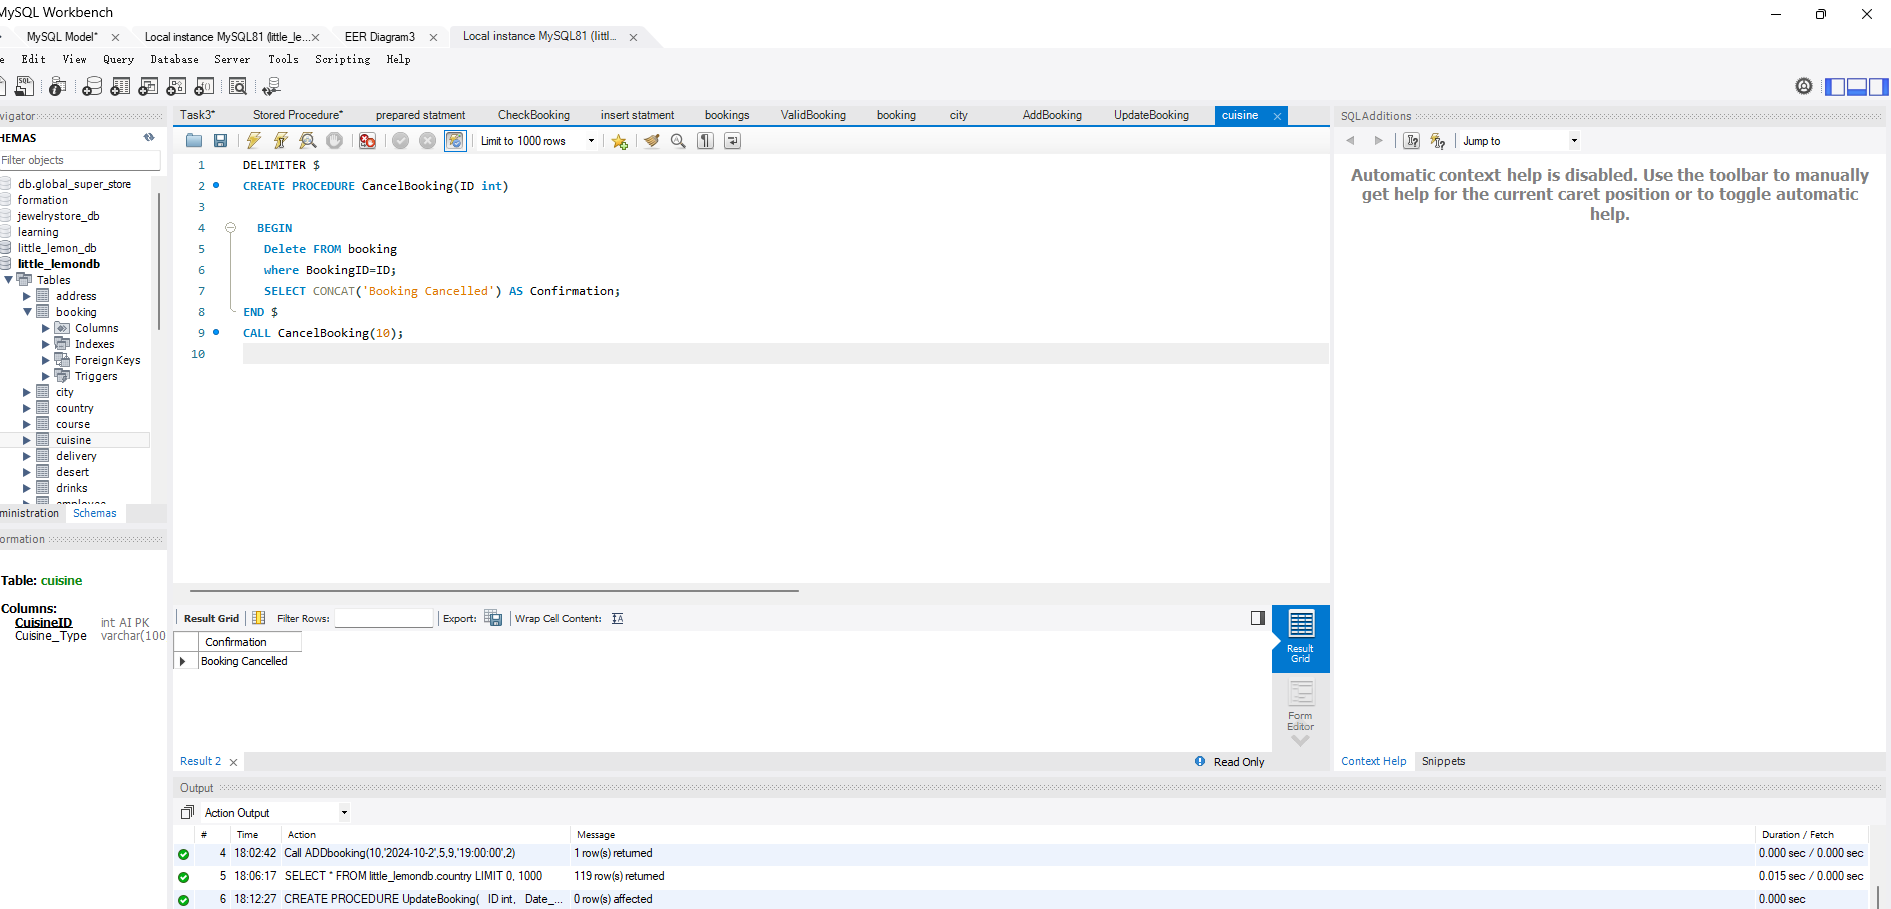 MySQL Workbench
MySQL Model*
Local instance MySQL81 (little_le...
EER Diagram3
Local instance MySQL81 (littl...
e Edit View Query Database Server Tools Scripting Help
vigator
Task3*
Stored Procedure*
prepared statment
CheckBooking
insert statment
bookings
ValidBooking
booking
city
AddBooking
UpdateBooking
cuisine
SQLAdditions
HEMAS
Filter objects
db.global_super_store
formation
jewelrystore_db
learning
little_lemon_db
little_lemondb
Tables
address
booking
Columns
Indexes
Foreign Keys
Triggers
city
country
course
cuisine
delivery
desert
drinks
employee
ministration Schemas
ormation
Table: cuisine
Columns:
CuisineID int AI PK
Cuisine_Type varchar(100
Limit to 1000 rows
1 DELIMITER $
2 CREATE PROCEDURE CancelBooking(ID int)
3
4 BEGIN
5 Delete FROM booking
6 where BookingID=ID;
7 SELECT CONCAT('Booking Cancelled') AS Confirmation;
8 END $
9 CALL CancelBooking(10);
10
Jump to
Automatic context help is disabled. Use the toolbar to manually
get help for the current caret position or to toggle automatic
help.
Result Grid Filter Rows: Export: Wrap Cell Content:
Confirmation
Booking Cancelled
Result
Grid
Form
Editor
Result 2
Read Only
Context Help Snippets
Output
Action Output
# Time Action Message Duration / Fetch
4 18:02:42 Call ADDbooking(10,'2024-10-2',5,9,'19:00:00',2) 1 row(s) returned 0.000 sec / 0.000 sec
5 18:06:17 SELECT * FROM little_lemondb.country LIMIT 0, 1000 119 row(s) returned 0.015 sec / 0.000 sec
6 18:12:27 CREATE PROCEDURE UpdateBooking( ID int, Date_... 0 row(s) affected 0.000 sec